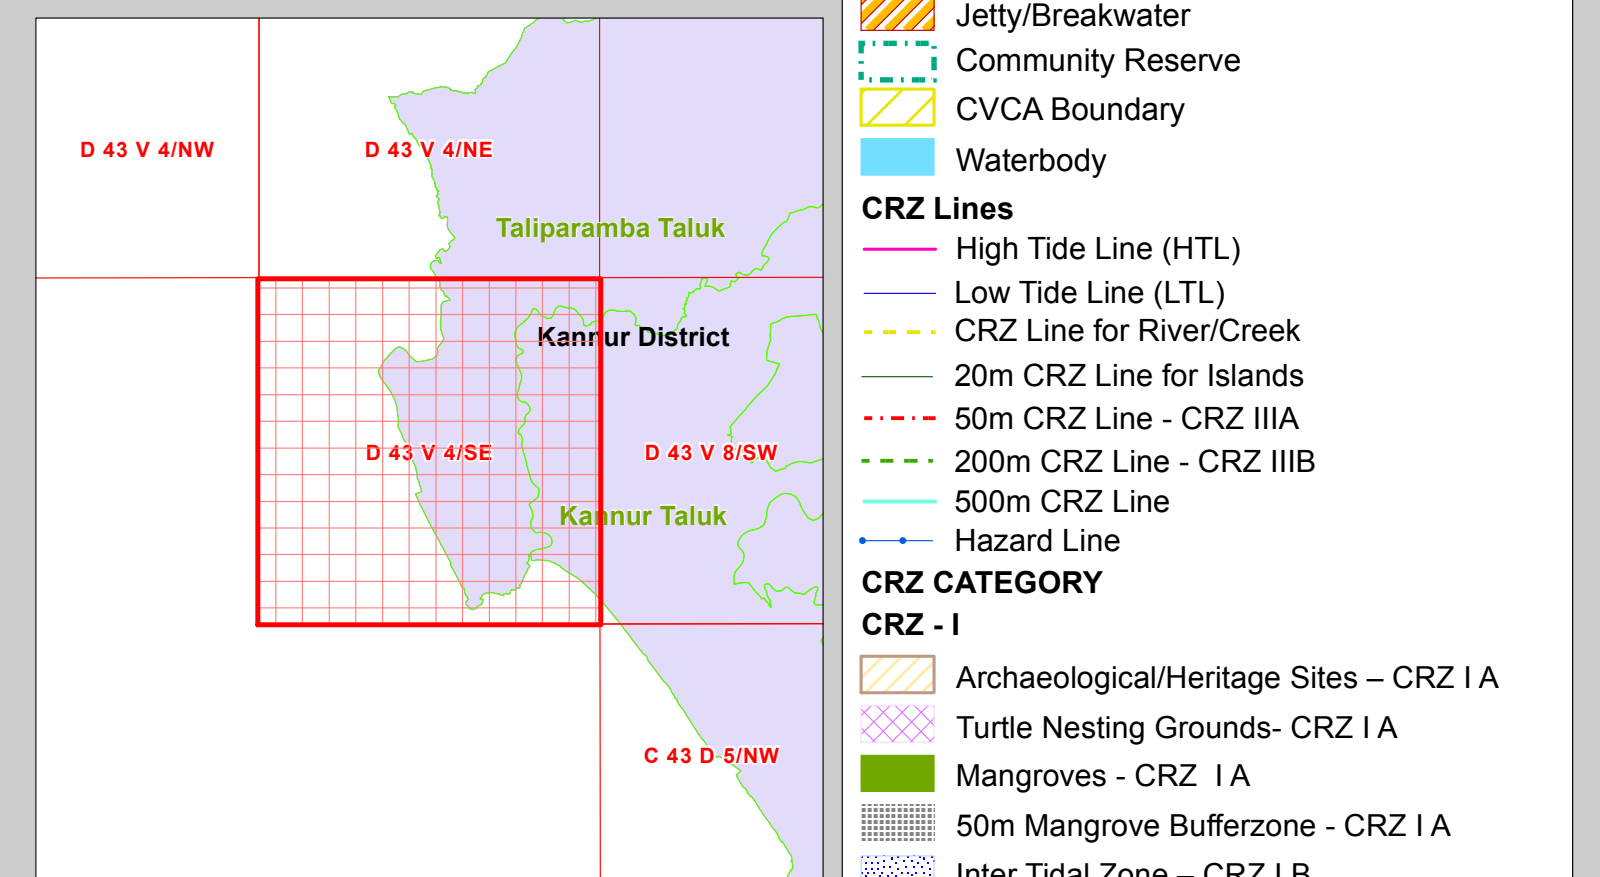 D 43 V 4/NW
D 43 V 4/NE
Taliparamba Taluk
Kannur District
D 43 V 4/SE
D 43 V 8/SW
Kannur Taluk
C 43 D 5/NW
Jetty/Breakwater
Community Reserve
CVCA Boundary
Waterbody
CRZ Lines
High Tide Line (HTL)
Low Tide Line (LTL)
CRZ Line for River/Creek
20m CRZ Line for Islands
50m CRZ Line - CRZ IIIA
200m CRZ Line - CRZ IIIB
500m CRZ Line
Hazard Line
CRZ CATEGORY
CRZ - I
Archaeological/Heritage Sites – CRZ I A
Turtle Nesting Grounds- CRZ I A
Mangroves - CRZ I A
50m Mangrove Bufferzone - CRZ I A
Inter Tidal Zone – CRZ I B